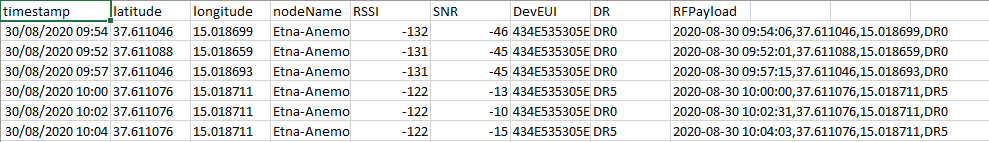 timestamp latitude longitude nodeName RSSI SNR DevEUI DR RFPayload
30/08/2020 09:54 37.611046 15.018699 Etna-Anemo -132 -46 434E535305E DR0 2020-08-30 09:54:06,37.611046,15.018699,DR0
30/08/2020 09:52 37.611088 15.018659 Etna-Anemo -131 -45 434E535305E DR0 2020-08-30 09:52:01,37.611088,15.018659,DR0
30/08/2020 09:57 37.611046 15.018693 Etna-Anemo -131 -45 434E535305E DR0 2020-08-30 09:57:15,37.611046,15.018693,DR0
30/08/2020 10:00 37.611076 15.018711 Etna-Anemo -122 -13 434E535305E DR5 2020-08-30 10:00:00,37.611076,15.018711,DR5
30/08/2020 10:02 37.611076 15.018711 Etna-Anemo -122 -10 434E535305E DR0 2020-08-30 10:02:31,37.611076,15.018711,DR0
30/08/2020 10:04 37.611076 15.018711 Etna-Anemo -122 -15 434E535305E DR5 2020-08-30 10:04:03,37.611076,15.018711,DR5